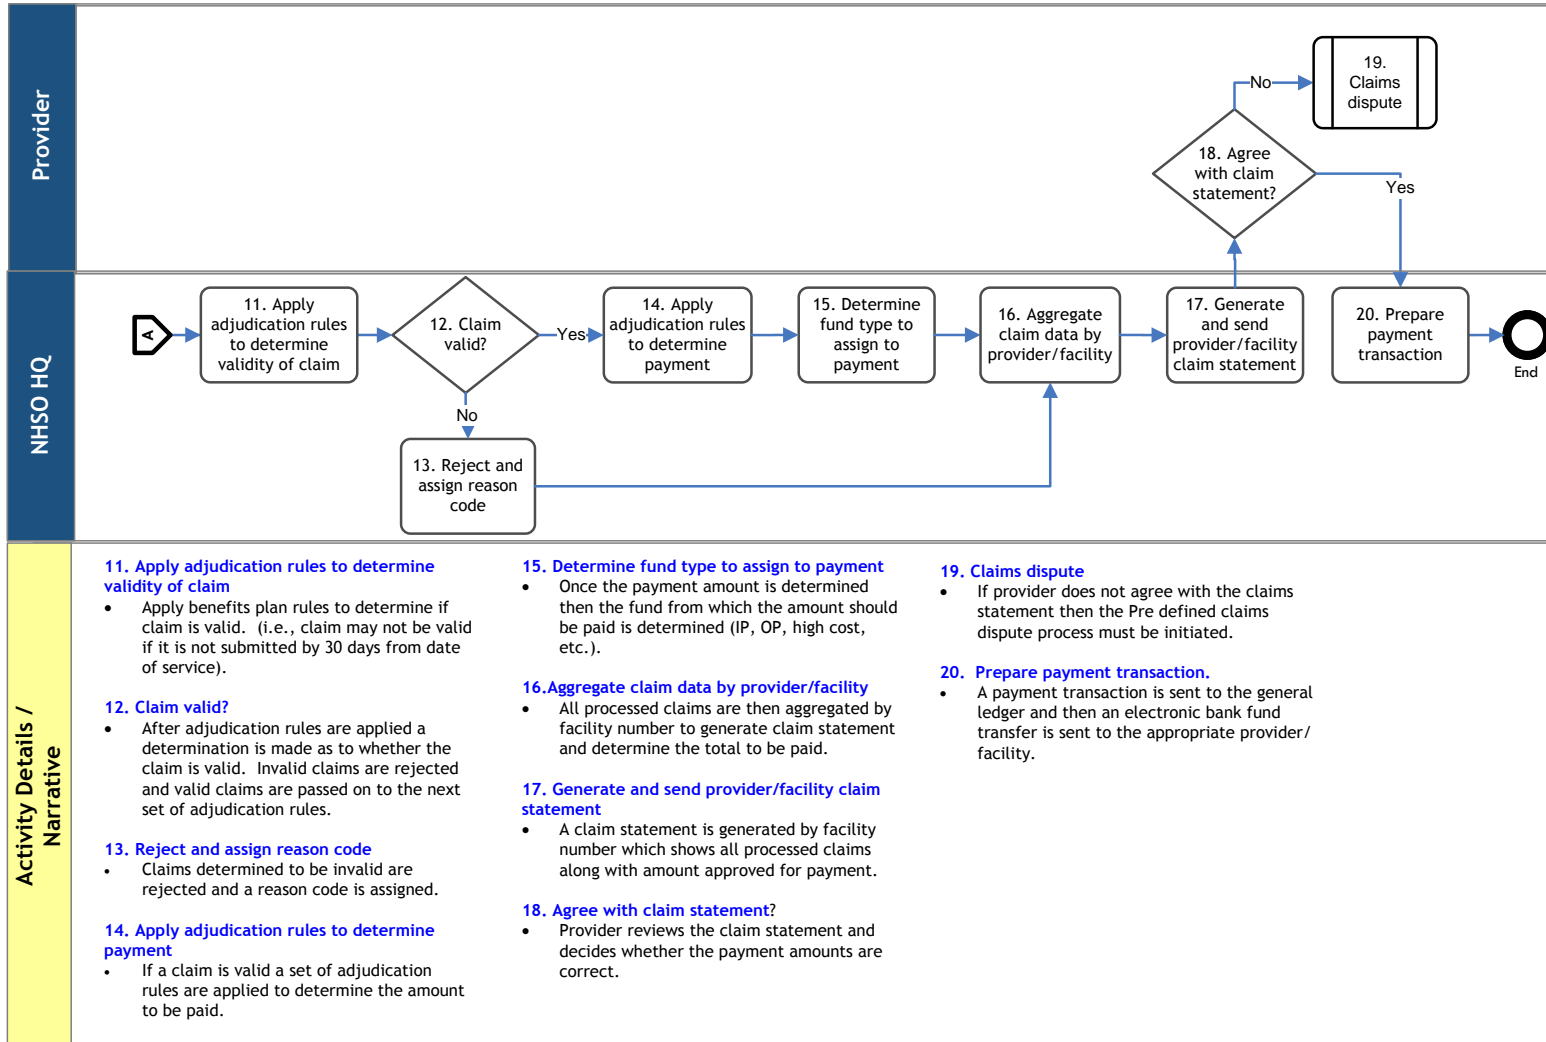 Provider
19.
Claims
dispute
No
18. Agree
with claim
statement?
Yes
NHSO HQ
A
11. Apply
adjudication rules
to determine
validity of claim
12. Claim
valid?
Yes
No
13. Reject and
assign reason
code
14. Apply
adjudication rules
to determine
payment
15. Determine
fund type to
assign to
payment
16. Aggregate
claim data by
provider/facility
17. Generate
and send
provider/facility
claim statement
20. Prepare
payment
transaction
End
Activity Details /
Narrative
11. Apply adjudication rules to determine
validity of claim
• Apply benefits plan rules to determine if
claim is valid. (i.e., claim may not be valid
if it is not submitted by 30 days from date
of service).
12. Claim valid?
• After adjudication rules are applied a
determination is made as to whether the
claim is valid. Invalid claims are rejected
and valid claims are passed on to the next
set of adjudication rules.
13. Reject and assign reason code
• Claims determined to be invalid are
rejected and a reason code is assigned.
14. Apply adjudication rules to determine
payment
• If a claim is valid a set of adjudication
rules are applied to determine the amount
to be paid.
15. Determine fund type to assign to payment
• Once the payment amount is determined
then the fund from which the amount should
be paid is determined (IP, OP, high cost,
etc.).
16.Aggregate claim data by provider/facility
• All processed claims are then aggregated by
facility number to generate claim statement
and determine the total to be paid.
17. Generate and send provider/facility claim
statement
• A claim statement is generated by facility
number which shows all processed claims
along with amount approved for payment.
18. Agree with claim statement?
• Provider reviews the claim statement and
decides whether the payment amounts are
correct.
19. Claims dispute
• If provider does not agree with the claims
statement then the Pre defined claims
dispute process must be initiated.
20. Prepare payment transaction.
• A payment transaction is sent to the general
ledger and then an electronic bank fund
transfer is sent to the appropriate provider/
facility.